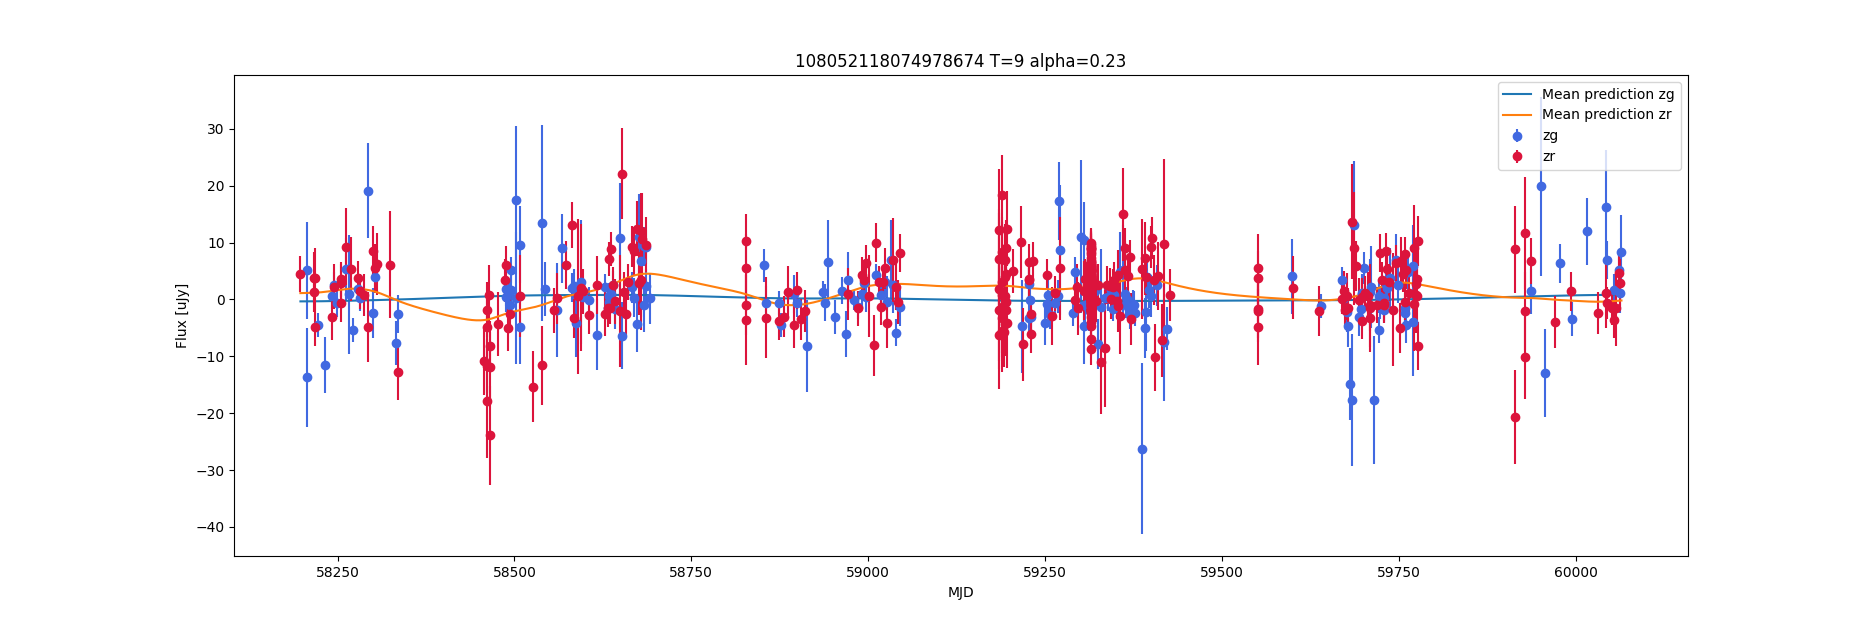 108052118074978674 T=9 alpha=0.23
Mean prediction zg
Mean prediction zr
zg
zr
30
20
10
0
−10
−20
−30
−40
Flux [uJy]
58250 58500 58750 59000 59250 59500 59750 60000
MJD